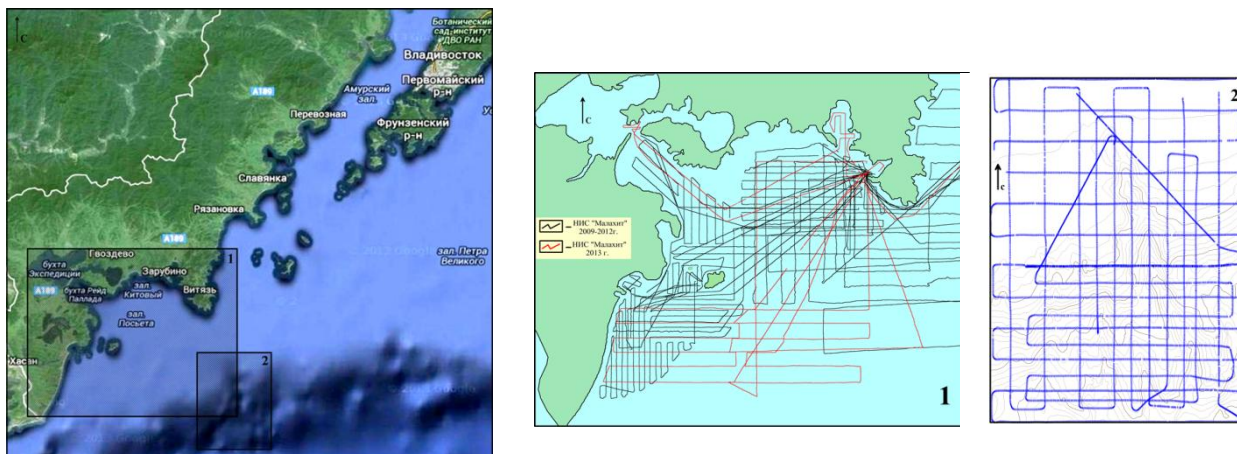 С
Ботанический
сад-институт
ДВО РАН
Владивосток
Первомайский
р-н
А189
Амурский
зал.
Перевозная
Фрунзенский
р-н
Славянка
Рязановка
А189
зал. Петра
Великого
1
Гвоздево
бухта
Экспедиции
Зарубино
Витязь
зал.
Китовый
А189
бухта Рейд
Паллада
зал.
Посьета
Хасан
2
С
НИС "Малахит"
2009-2012г.
НИС "Малахит"
2013 г.
1
2
С